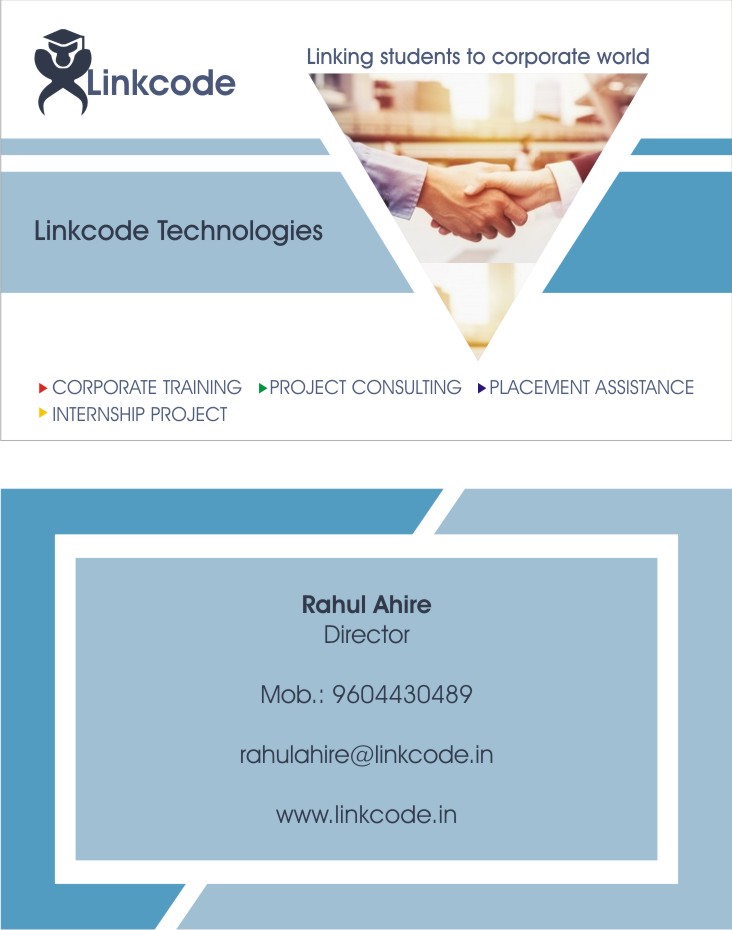 Linking students to corporate world
Linkcode
Linkcode Technologies
CORPORATE TRAINING PROJECT CONSULTING PLACEMENT ASSISTANCE
INTERNSHIP PROJECT
Rahul Ahire
Director
Mob.: 9604430489
rahulahire@linkcode.in
www.linkcode.in